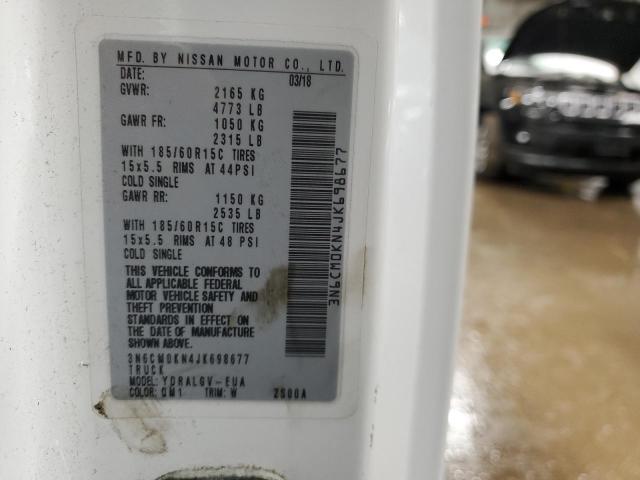 MFD. BY NISSAN MOTOR CO., LTD.
DATE: 03/18
GVWR: 2165 KG
4773 LB
GAWR FR: 1050 KG
2315 LB
WITH 185/60R15C TIRES
15x5.5 RIMS AT 44PSI
COLD SINGLE
GAWR RR: 1150 KG
2535 LB
WITH 185/60R15C TIRES
15x5.5 RIMS AT 48 PSI
COLD SINGLE
THIS VEHICLE CONFORMS TO
ALL APPLICABLE FEDERAL
MOTOR VEHICLE SAFETY AND
THEFT PREVENTION
STANDARDS IN EFFECT ON
THE DATE OF MANUFACTURE
SHOWN ABOVE.
3N6CM0KN4JK698677
TRUCK
MODEL: YDRALGV-EUA
COLOR: QM1 TRIM: W 2S00A
3N6CM0KN4JK698677